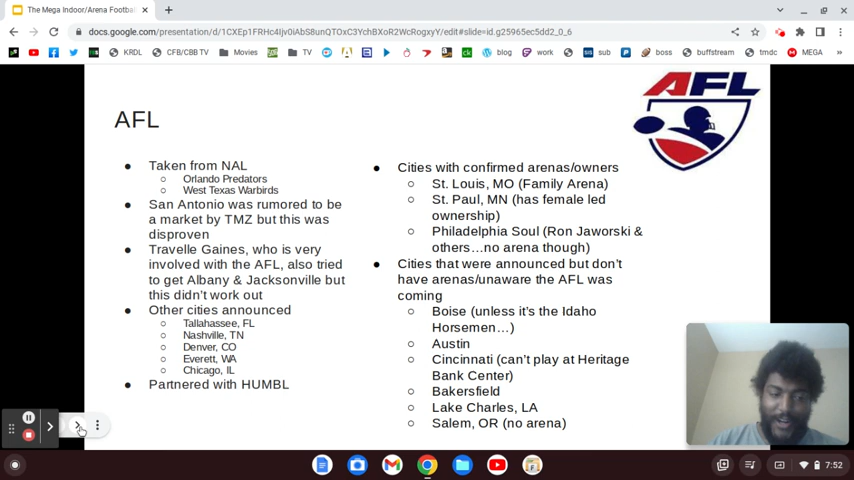 The Mega Indoor/Arena Footbal
docs.google.com/presentation/d/1CXEp1FRHc4Ijv0iAbS8unQTOxC3YchBXoR2WcRogxyY/edit#slide=id.g25965ec5dd2_0_6
KRDL CFB/CBB TV Movies TV blog work sub boss buffstream tmdc MEGA
AFL
AFL
Taken from NAL
Orlando Predators
West Texas Warbirds
San Antonio was rumored to be
a market by TMZ but this was
disproven
Travelle Gaines, who is very
involved with the AFL, also tried
to get Albany & Jacksonville but
this didn't work out
Other cities announced
Tallahassee, FL
Nashville, TN
Denver, CO
Everett, WA
Chicago, IL
Partnered with HUMBL
Cities with confirmed arenas/owners
St. Louis, MO (Family Arena)
St. Paul, MN (has female led
ownership)
Philadelphia Soul (Ron Jaworski &
others…no arena though)
Cities that were announced but don't
have arenas/unaware the AFL was
coming
Boise (unless it's the Idaho
Horsemen…)
Austin
Cincinnati (can't play at Heritage
Bank Center)
Bakersfield
Lake Charles, LA
Salem, OR (no arena)
7:52